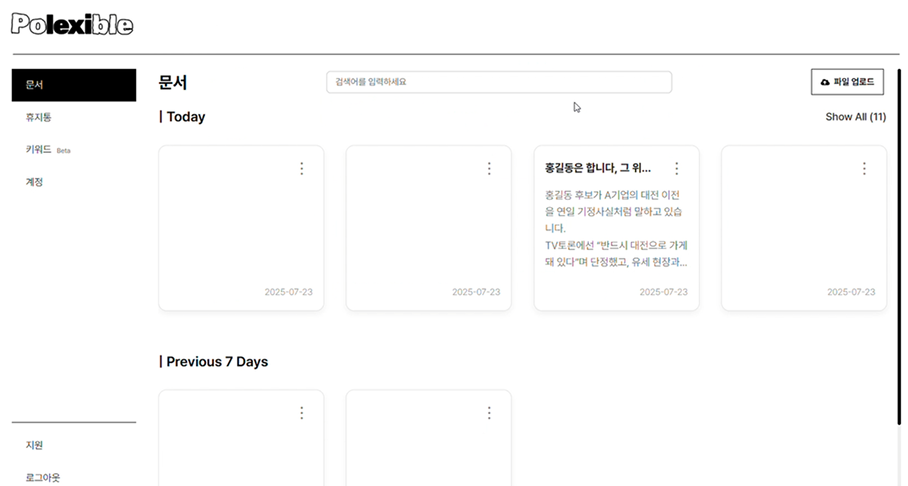 Polexible
문서
휴지통
키워드 Beta
계정
지원
로그아웃
문서
검색어를 입력하세요
파일 업로드
Today
Show All (11)
2025-07-23
2025-07-23
홍길동은 합니다, 그 위...
홍길동 후보가 A기업의 대전 이전
을 연일 기정사실처럼 말하고 있습
니다.
TV토론에선 "반드시 대전으로 가게
돼 있다"며 단정했고, 유세 현장과...
2025-07-23
2025-07-23
Previous 7 Days